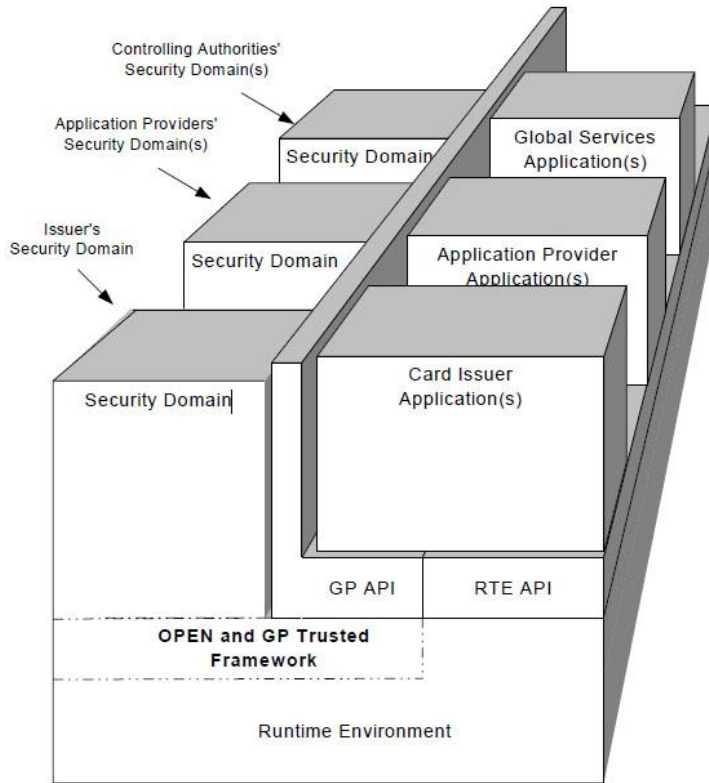 Controlling Authorities'
Security Domain(s)
Application Providers'
Security Domain(s)
Issuer's
Security Domain
Security Domain
Security Domain
Security Domain
Global Services
Application(s)
Application Provider
Application(s)
Card Issuer
Application(s)
GP API
RTE API
OPEN and GP Trusted
Framework
Runtime Environment